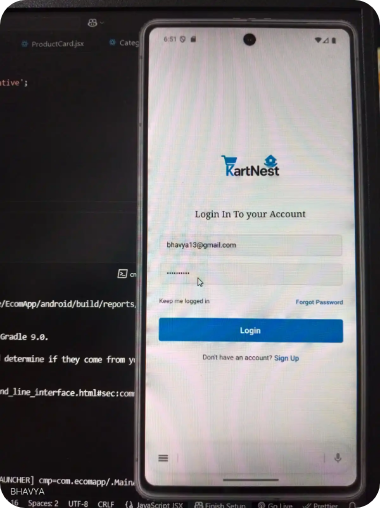 ProductCard.jsx
Categ
ative';
6:51
KartNest
Login In To your Account
bhavya13@gmail.com
••••••••••
Keep me logged in
Forgot Password
Login
Don't have an account? Sign Up
e/EcomApp/android/build/reports,
Gradle 9.0.
determine if they come from yo
nd_line_interface.html#sec:com
AUNCHER] cmp=com.ecomapp/.Main
BHAVYA
16 Spaces: 2 UTF-8 CRLF JavaScript JSX Finish Setup Go Live Prettier